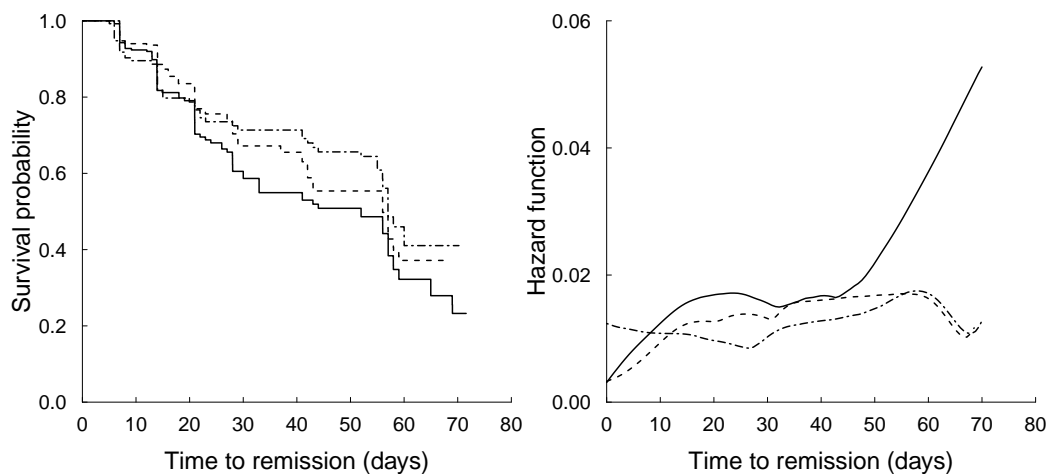 Survival probability
1.0
0.8
0.6
0.4
0.2
0.0
0 10 20 30 40 50 60 70 80
Time to remission (days)
Hazard function
0.06
0.04
0.02
0.00
0 10 20 30 40 50 60 70 80
Time to remission (days)